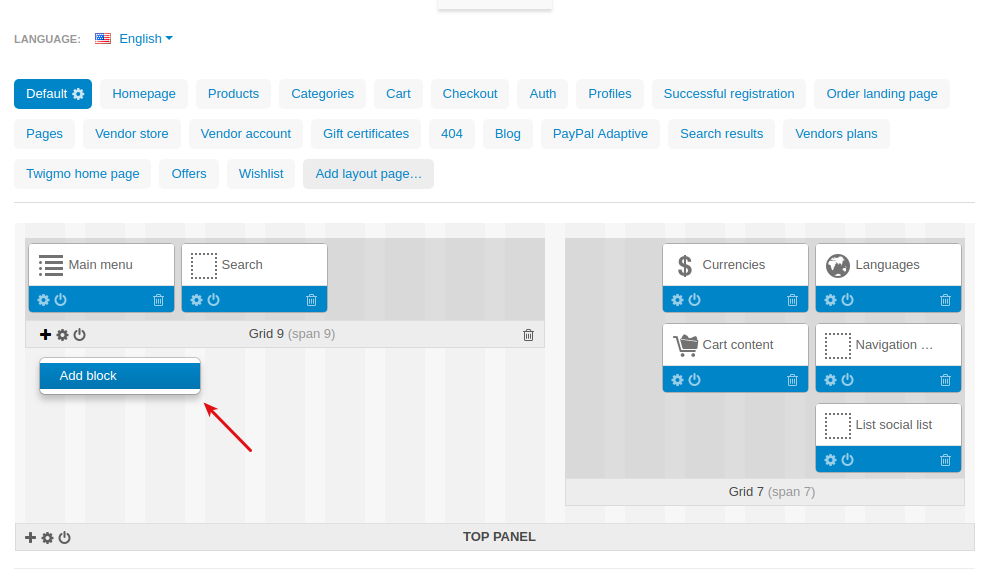 LANGUAGE: English
Default Homepage Products Categories Cart Checkout Auth Profiles Successful registration Order landing page
Pages Vendor store Vendor account Gift certificates 404 Blog PayPal Adaptive Search results Vendors plans
Twigmo home page Offers Wishlist Add layout page…
Main menu Search Currencies Languages
Grid 9 (span 9)
Cart content Navigation …
Add block
List social list
Grid 7 (span 7)
TOP PANEL